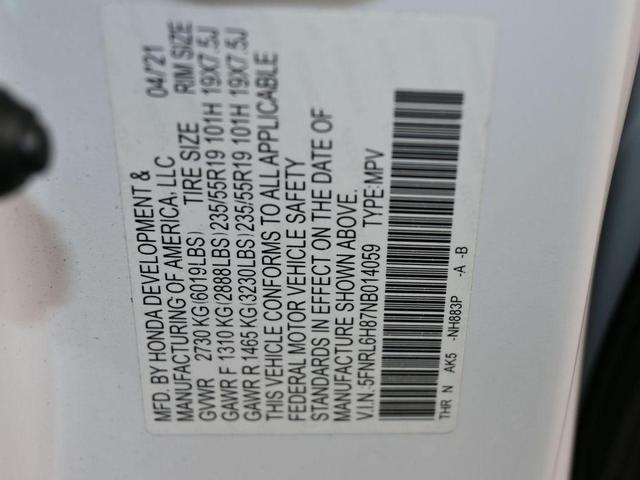 MFD. BY HONDA DEVELOPMENT & 04/21
MANUFACTURING OF AMERICA, LLC
GVWR 2730 KG(6019LBS) TIRE SIZE RIM SIZE
GAWR F 1310 KG(2888LBS)235/55R19 101H 19X7.5J
GAWR R 1465 KG(3230LBS)235/55R19 101H 19X7.5J
THIS VEHICLE CONFORMS TO ALL APPLICABLE
FEDERAL MOTOR VEHICLE SAFETY
STANDARDS IN EFFECT ON THE DATE OF
MANUFACTURE SHOWN ABOVE.
V.I.N.:5FNRL6H87NB014059 TYPE:MPV
THR N AK5 -NH883P -A -B